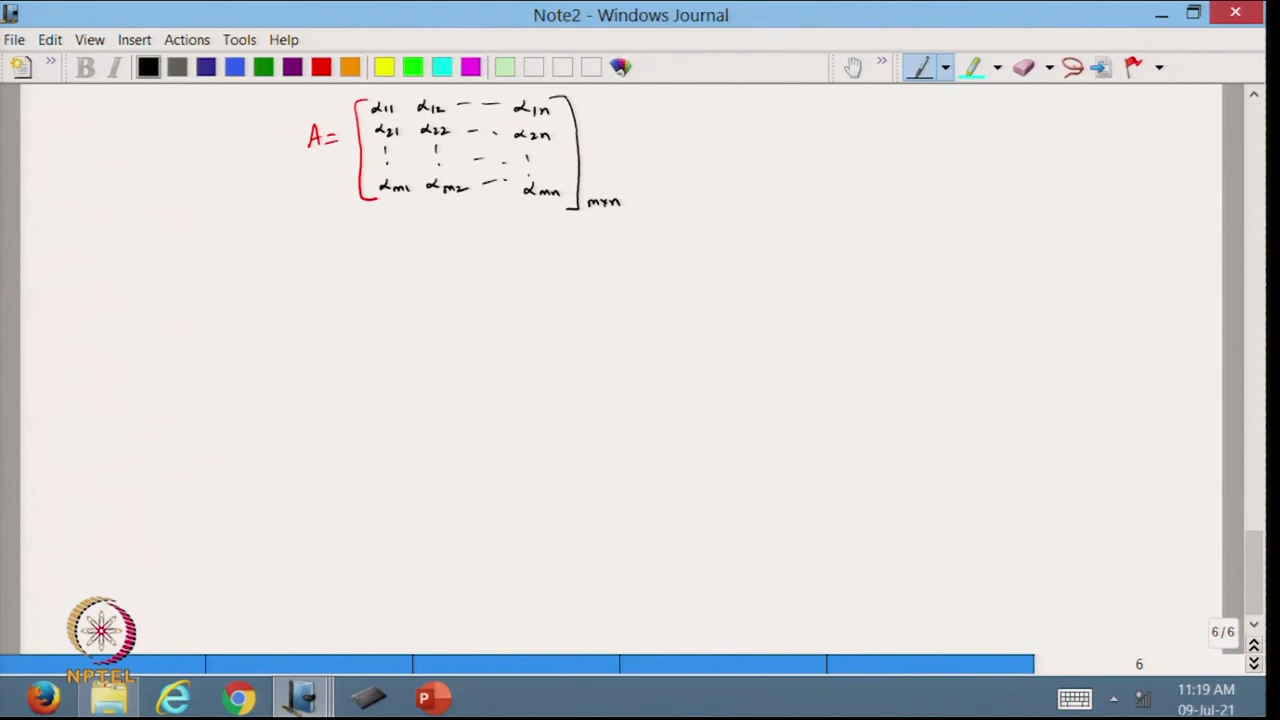 Note2 - Windows Journal
File Edit View Insert Actions Tools Help
B I
A = [ α11 α12 - - α1n
α21 α22 - . α2n
⋮ ⋮ - . ⋮
αm1 αm2 - - αmn ] m×n
6/6
NPTEL
6
11:19 AM
09-Jul-21